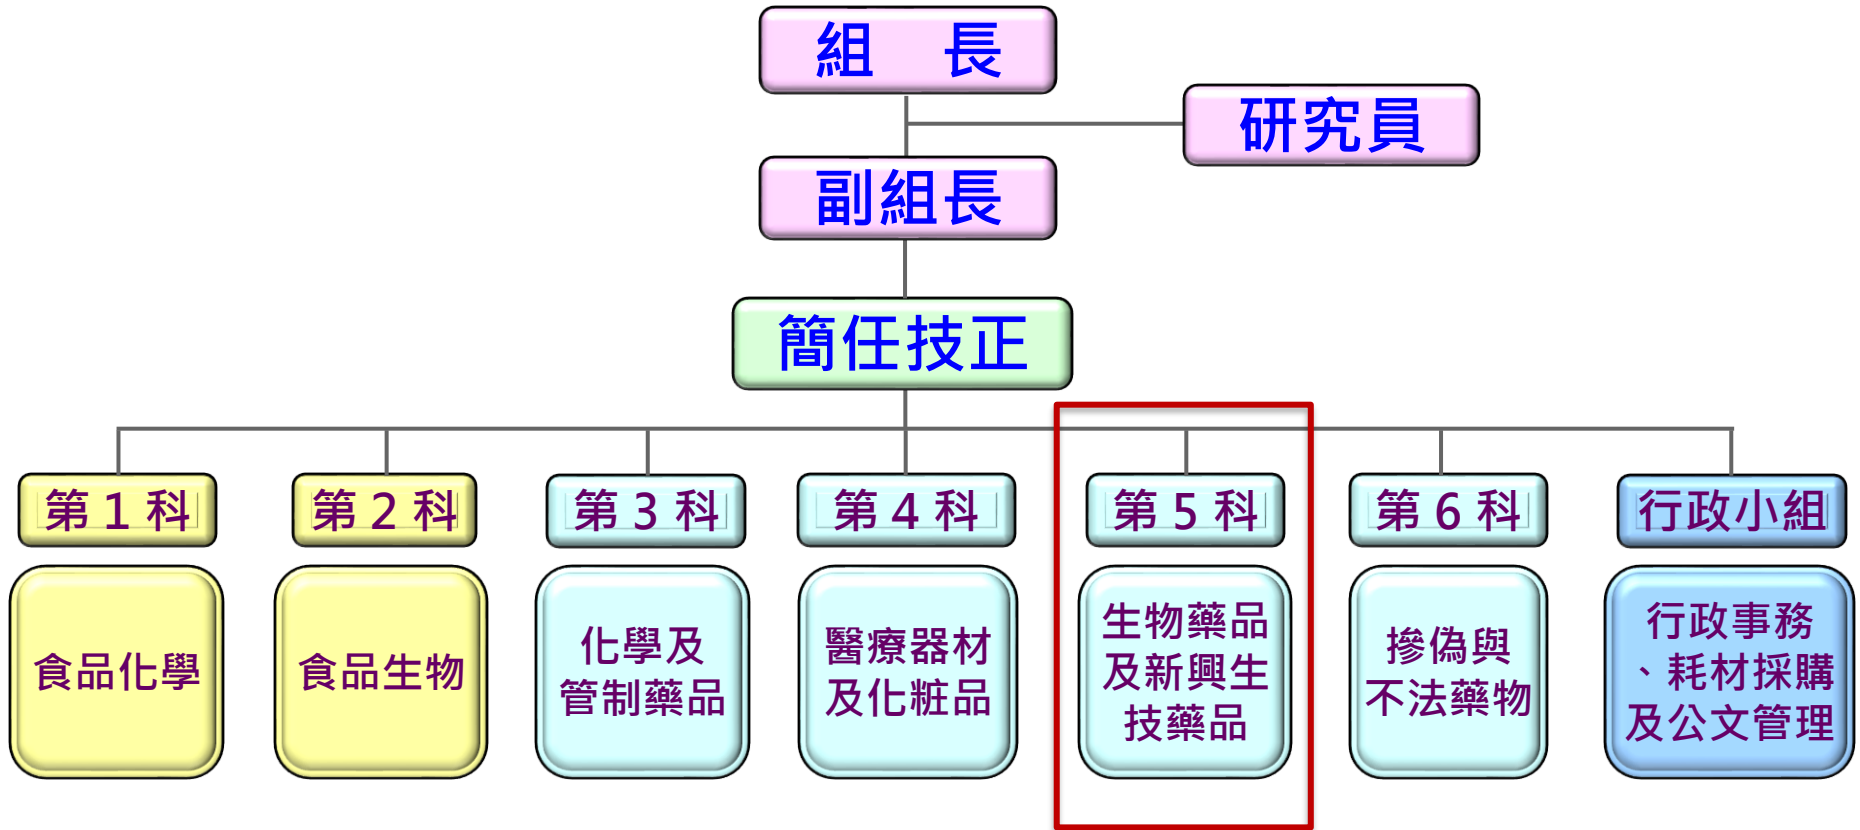 組　長
研究員
副組長
簡任技正
第1科
第2科
第3科
第4科
第5科
第6科
行政小組
食品化學
食品生物
化學及
管制藥品
醫療器材
及化粧品
生物藥品
及新興生
技藥品
摻偽與
不法藥物
行政事務
、耗材採購
及公文管理